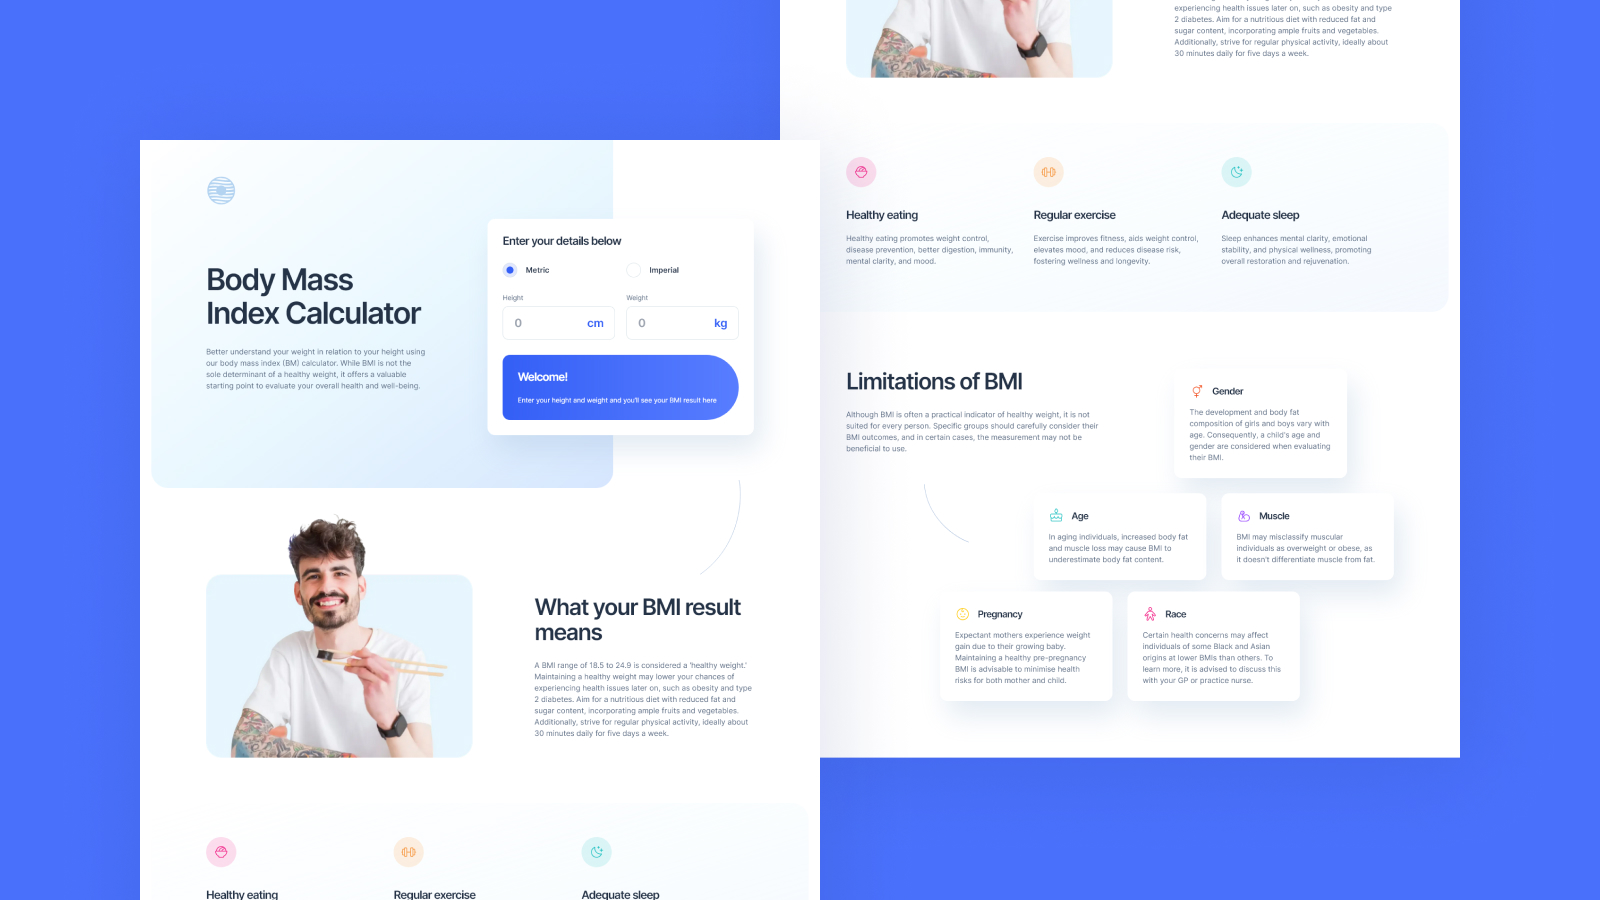 Body Mass
Index Calculator
Better understand your weight in relation to your height using
our body mass index (BM) calculator. While BMI is not the
sole determinant of a healthy weight, it offers a valuable
starting point to evaluate your overall health and well-being.
Enter your details below
Metric
Imperial
Height
Weight
0 cm
0 kg
Welcome!
Enter your height and weight and you'll see your BMI result here
What your BMI result
means
A BMI range of 18.5 to 24.9 is considered a 'healthy weight.'
Maintaining a healthy weight may lower your chances of
experiencing health issues later on, such as obesity and type
2 diabetes. Aim for a nutritious diet with reduced fat and
sugar content, incorporating ample fruits and vegetables.
Additionally, strive for regular physical activity, ideally about
30 minutes daily for five days a week.
Healthy eating
Regular exercise
Adequate sleep
experiencing health issues later on, such as obesity and type
2 diabetes. Aim for a nutritious diet with reduced fat and
sugar content, incorporating ample fruits and vegetables.
Additionally, strive for regular physical activity, ideally about
30 minutes daily for five days a week.
Healthy eating
Healthy eating promotes weight control,
disease prevention, better digestion, immunity,
mental clarity, and mood.
Regular exercise
Exercise improves fitness, aids weight control,
elevates mood, and reduces disease risk,
fostering wellness and longevity.
Adequate sleep
Sleep enhances mental clarity, emotional
stability, and physical wellness, promoting
overall restoration and rejuvenation.
Limitations of BMI
Although BMI is often a practical indicator of healthy weight, it is not
suited for every person. Specific groups should carefully consider their
BMI outcomes, and in certain cases, the measurement may not be
beneficial to use.
Gender
The development and body fat
composition of girls and boys vary with
age. Consequently, a child's age and
gender are considered when evaluating
their BMI.
Age
In aging individuals, increased body fat
and muscle loss may cause BMI to
underestimate body fat content.
Muscle
BMI may misclassify muscular
individuals as overweight or obese, as
it doesn't differentiate muscle from fat.
Pregnancy
Expectant mothers experience weight
gain due to their growing baby.
Maintaining a healthy pre-pregnancy
BMI is advisable to minimise health
risks for both mother and child.
Race
Certain health concerns may affect
individuals of some Black and Asian
origins at lower BMIs than others. To
learn more, it is advised to discuss this
with your GP or practice nurse.